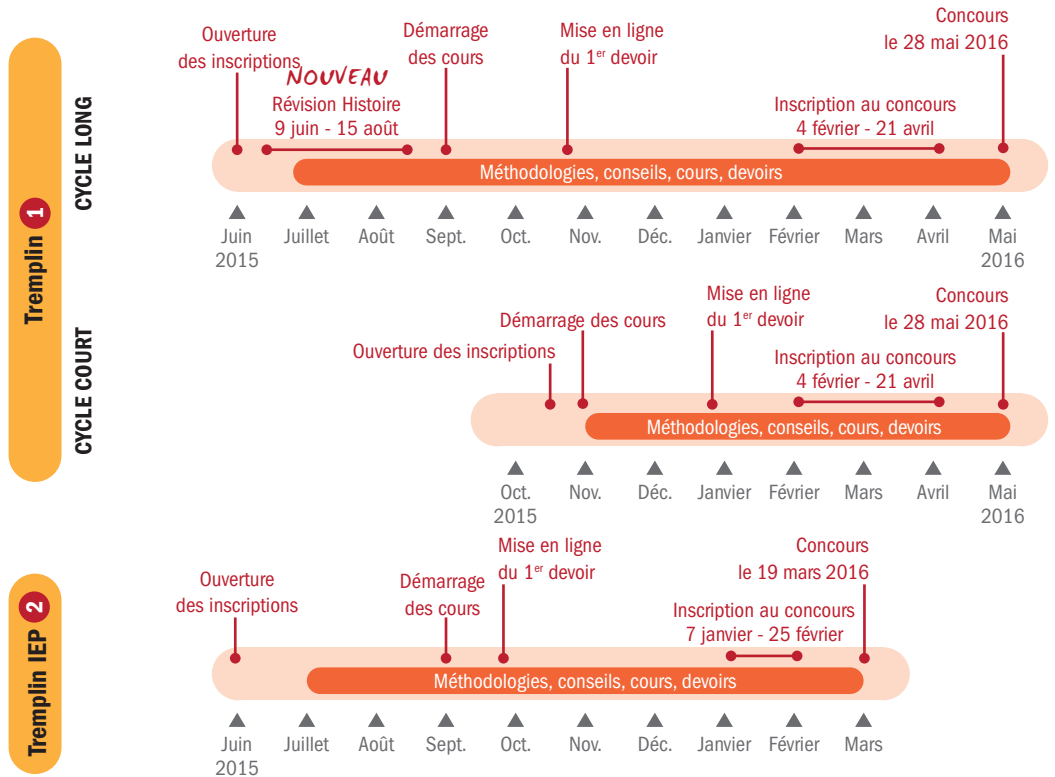 Tremplin 1
CYCLE LONG
Ouverture
des inscriptions
NOUVEAU
Révision Histoire
9 juin - 15 août
Démarrage
des cours
Mise en ligne
du 1er devoir
Inscription au concours
4 février - 21 avril
Concours
le 28 mai 2016
Méthodologies, conseils, cours, devoirs
Juin Juillet Août Sept. Oct. Nov. Déc. Janvier Février Mars Avril Mai
2015 2016
CYCLE COURT
Ouverture des inscriptions
Démarrage des cours
Mise en ligne
du 1er devoir
Inscription au concours
4 février - 21 avril
Concours
le 28 mai 2016
Méthodologies, conseils, cours, devoirs
Oct. Nov. Déc. Janvier Février Mars Avril Mai
2015 2016
Tremplin IEP 2
Ouverture
des inscriptions
Démarrage
des cours
Mise en ligne
du 1er devoir
Inscription au concours
7 janvier - 25 février
Concours
le 19 mars 2016
Méthodologies, conseils, cours, devoirs
Juin Juillet Août Sept. Oct. Nov. Déc. Janvier Février Mars
2015